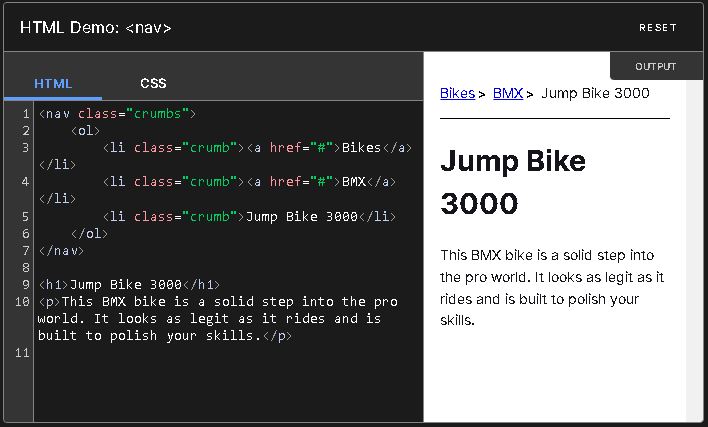 HTML Demo: <nav>
RESET
HTML
CSS
OUTPUT
1 <nav class="crumbs">
2     <ol>
3         <li class="crumb"><a href="#">Bikes</a>
</li>
4         <li class="crumb"><a href="#">BMX</a>
</li>
5         <li class="crumb">Jump Bike 3000</li>
6     </ol>
7 </nav>
8
9 <h1>Jump Bike 3000</h1>
10 <p>This BMX bike is a solid step into the pro
world. It looks as legit as it rides and is
built to polish your skills.</p>
11
Bikes > BMX > Jump Bike 3000
Jump Bike
3000
This BMX bike is a solid step into
the pro world. It looks as legit as it
rides and is built to polish your
skills.